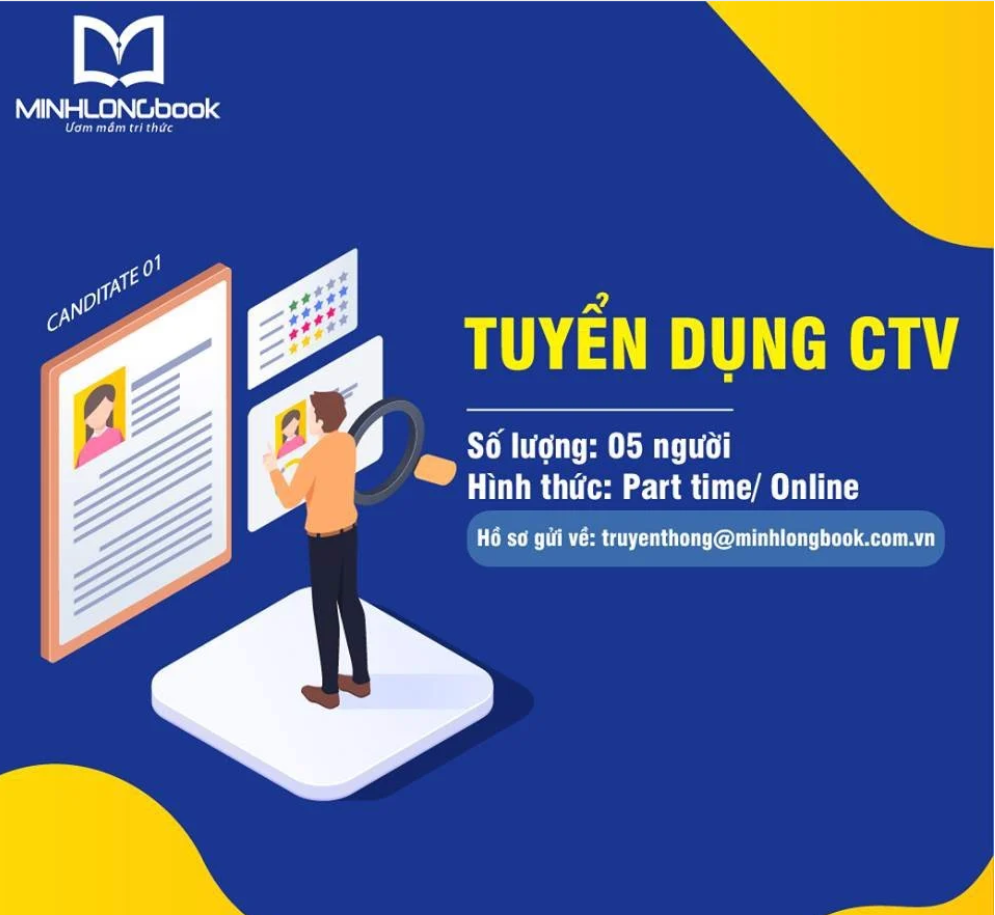 MINHLONGbook
Ươm mầm tri thức
CANDITATE 01
TUYỂN DỤNG CTV
Số lượng: 05 người
Hình thức: Part time/ Online
Hồ sơ gửi về: truyenthong@minhlongbook.com.vn